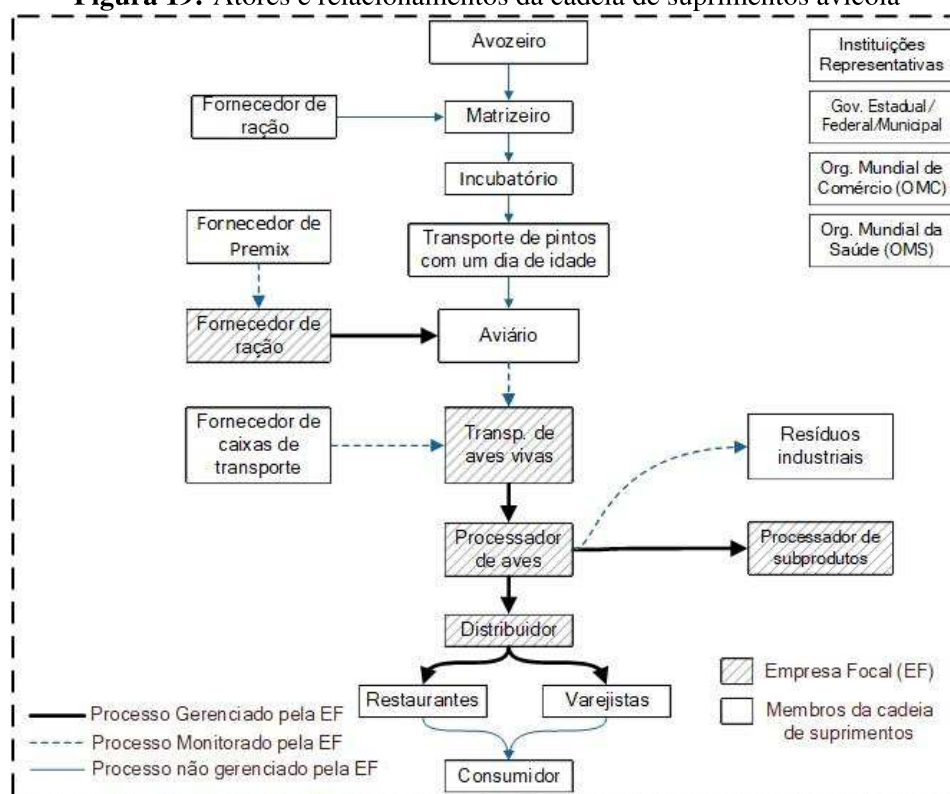 Figura 19: Atores e relacionamentos da cadeia de suprimentos avícola
Avozeiro
Instituições
Representativas
Fornecedor de
ração
Matrizeiro
Gov. Estadual/
Federal/Municipal
Incubatório
Org. Mundial de
Comércio (OMC)
Fornecedor de
Premix
Transporte de pintos
com um dia de idade
Org. Mundial da
Saúde (OMS)
Fornecedor de
ração
Aviário
Fornecedor de
caixas de
transporte
Transp. de
aves vivas
Resíduos
industriais
Processador
de aves
Processador de
subprodutos
Distribuidor
Restaurantes
Varejistas
Consumidor
Empresa Focal (EF)
Membros da cadeia
de suprimentos
Processo Gerenciado pela EF
Processo Monitorado pela EF
Processo não gerenciado pela EF